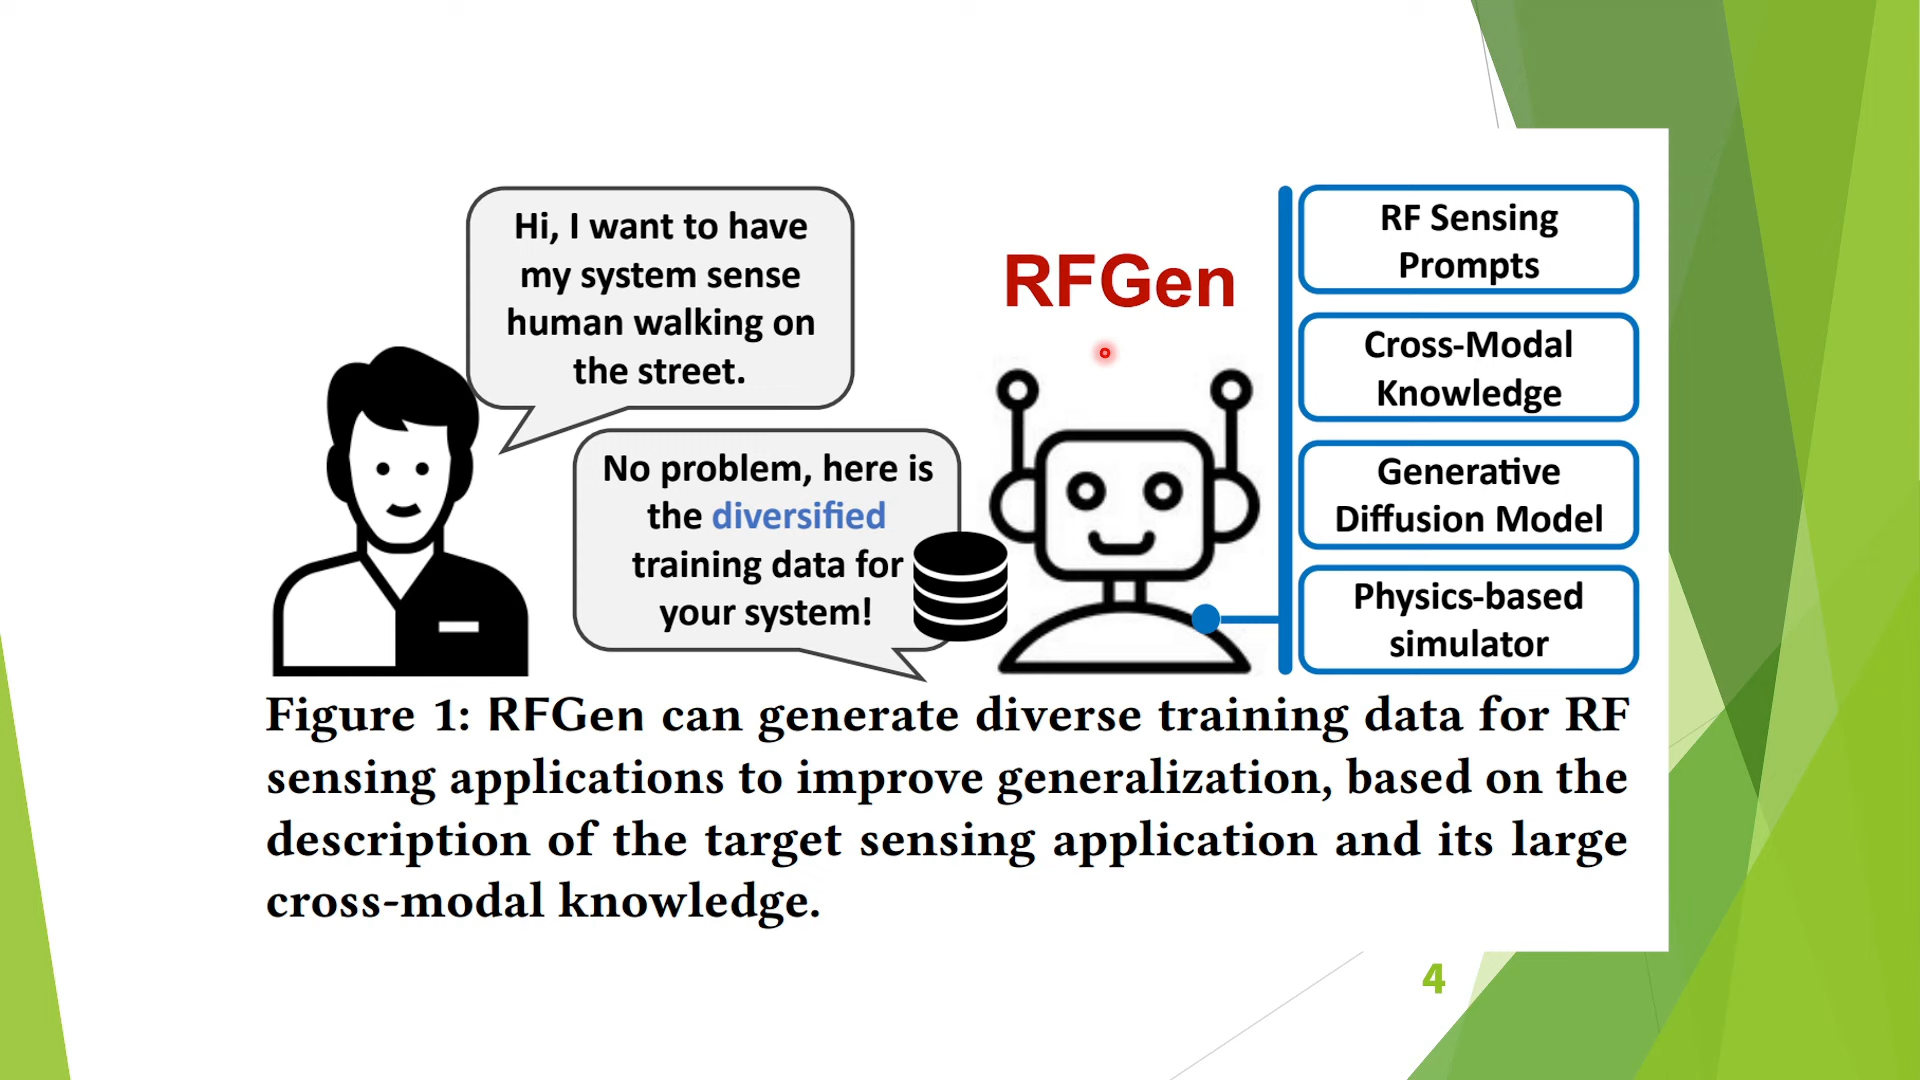 Hi, I want to have
my system sense
human walking on
the street.
No problem, here is
the diversified
training data for
your system!
RFGen
RF Sensing
Prompts
Cross-Modal
Knowledge
Generative
Diffusion Model
Physics-based
simulator
Figure 1: RFGen can generate diverse training data for RF
sensing applications to improve generalization, based on the
description of the target sensing application and its large
cross-modal knowledge.
4